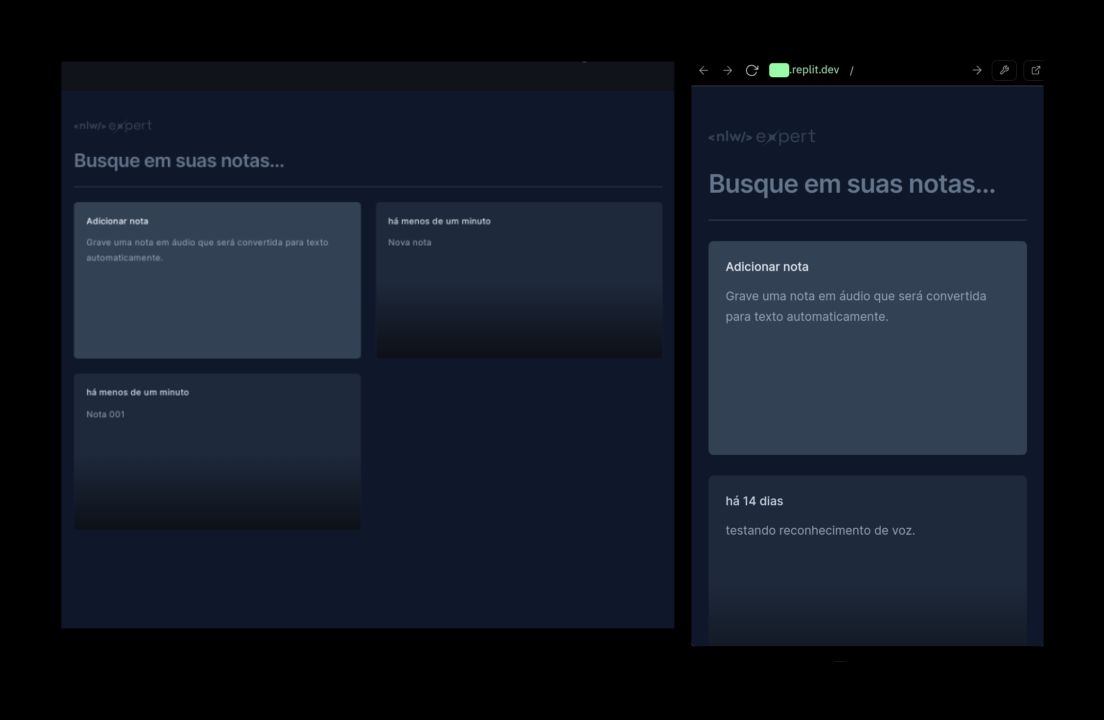 <nlw/> expert
Busque em suas notas...
Adicionar nota
Grave uma nota em áudio que será convertida para texto
automaticamente.
há menos de um minuto
Nova nota
há menos de um minuto
Nota 001
.replit.dev /
<nlw/> expert
Busque em suas notas...
Adicionar nota
Grave uma nota em áudio que será convertida
para texto automaticamente.
há 14 dias
testando reconhecimento de voz.